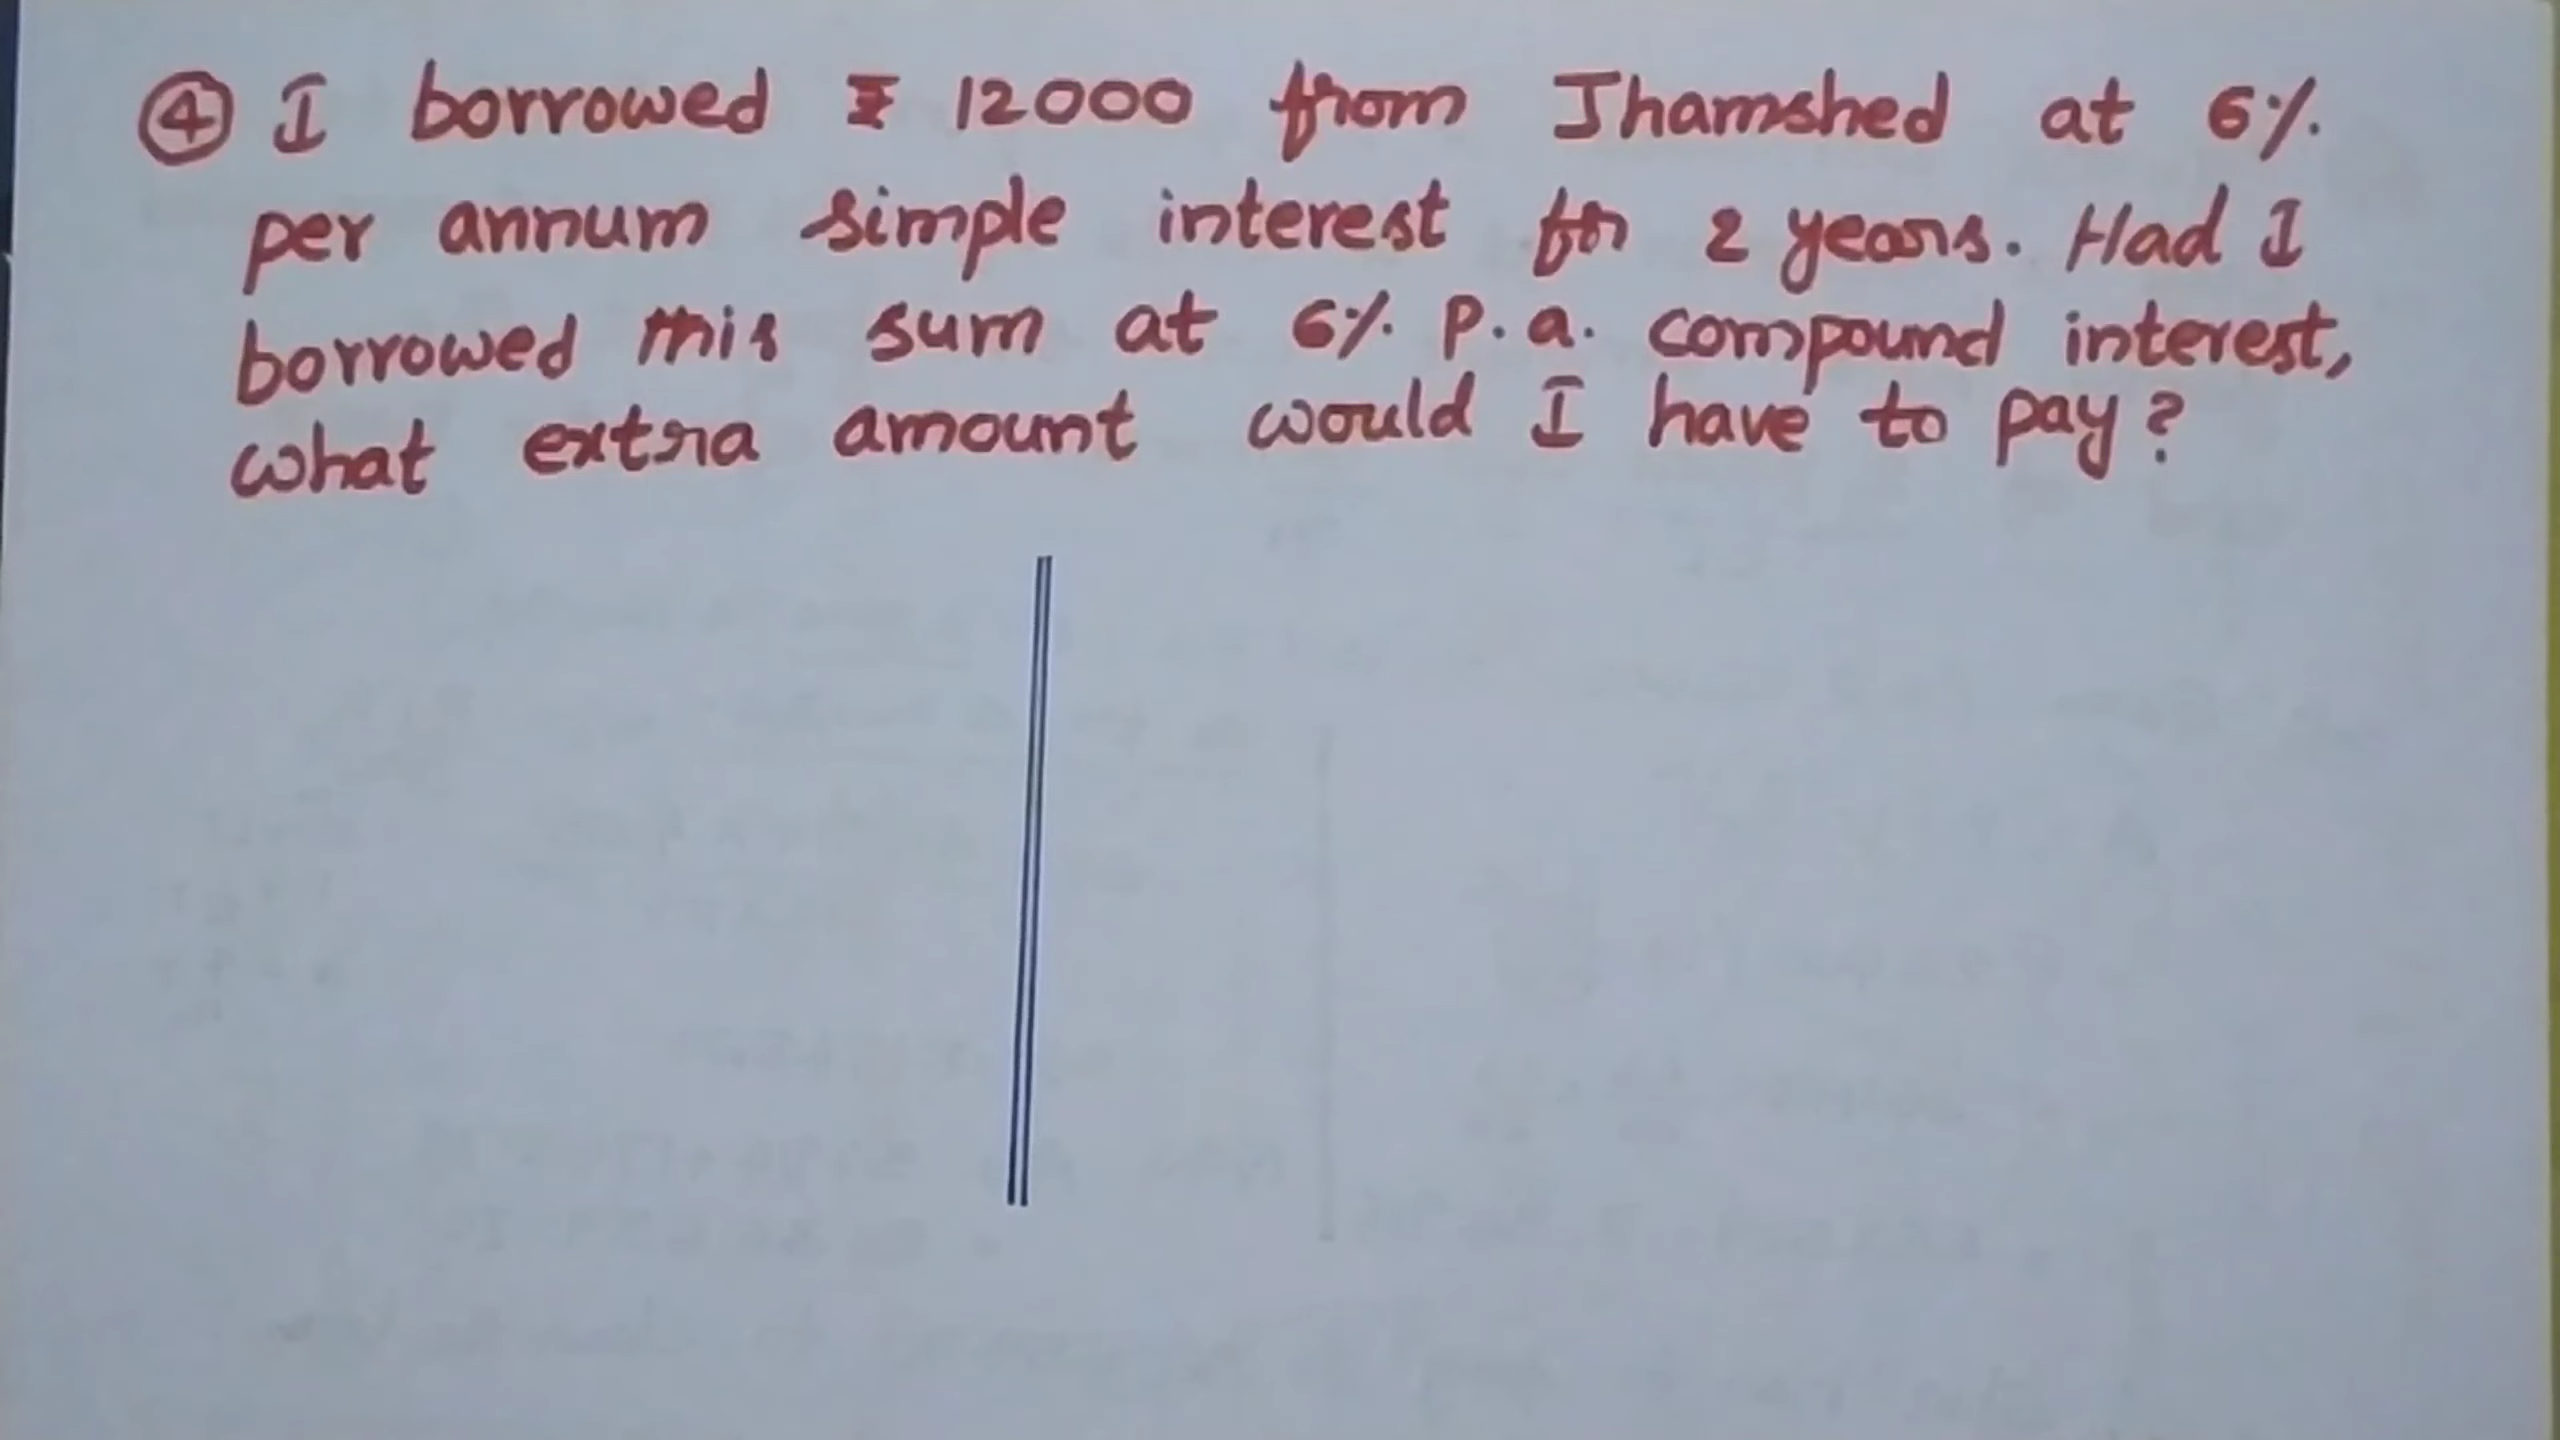 ④ I borrowed ₹ 12000 from Jhamshed at 6%
per annum simple interest for 2 years. Had I
borrowed this sum at 6% P.a. compound interest,
what extra amount would I have to pay?